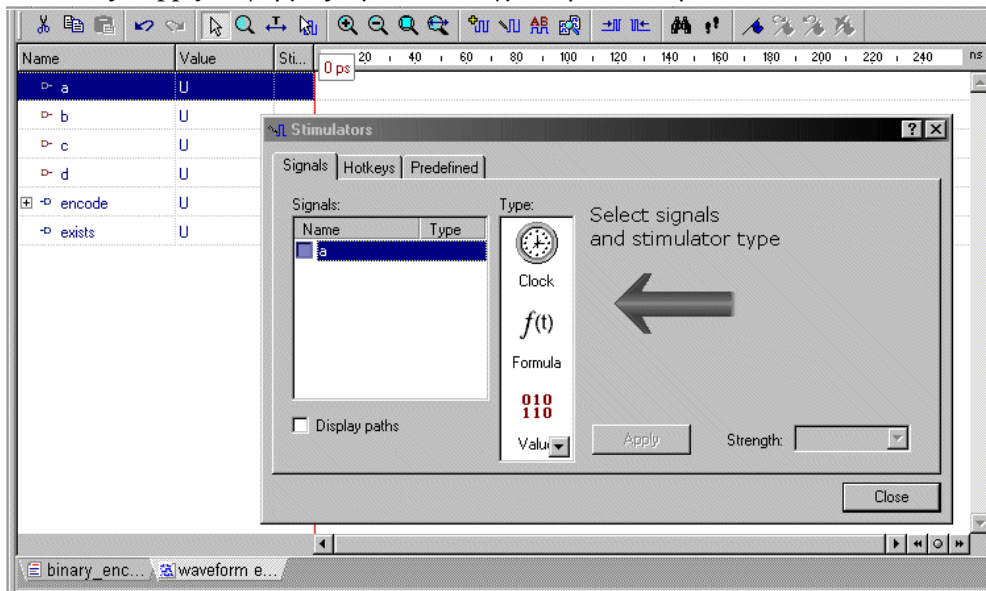 Name Value Sti... 0 ps 20 40 60 80 100 120 140 160 180 200 220 240 ns
a U
b U
c U
d U
encode U
exists U
Stimulators
Signals Hotkeys Predefined
Signals: Type:
Name Type
a
Select signals
and stimulator type
Clock
f(t)
Formula
010
110
Display paths
Apply Strength:
Close
binary_enc... waveform e...